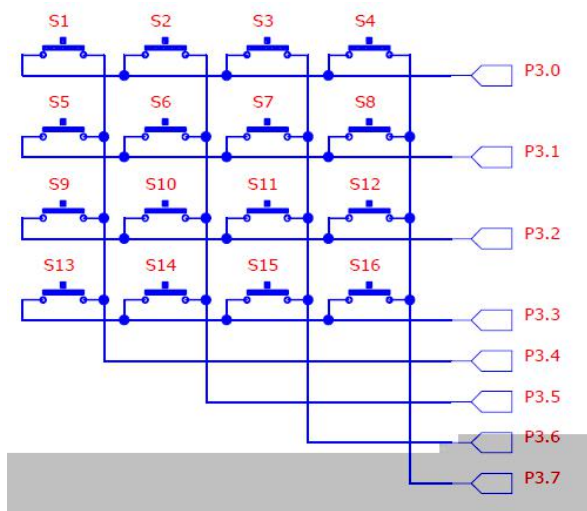 S1 S2 S3 S4
P3.0
S5 S6 S7 S8
P3.1
S9 S10 S11 S12
P3.2
S13 S14 S15 S16
P3.3
P3.4
P3.5
P3.6
P3.7